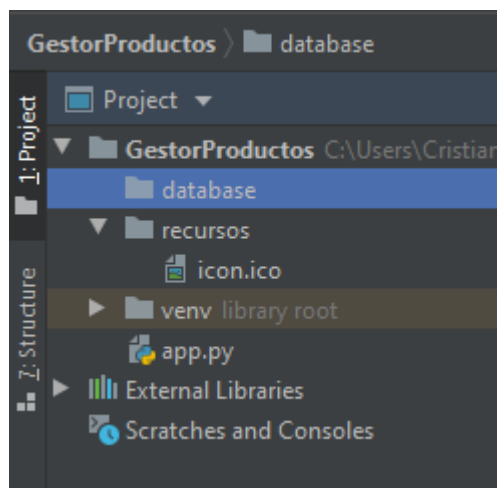 GestorProductos database
1: Project
Project
GestorProductos C:\Users\Cristian
database
recursos
icon.ico
venv library root
app.py
External Libraries
Scratches and Consoles
7: Structure